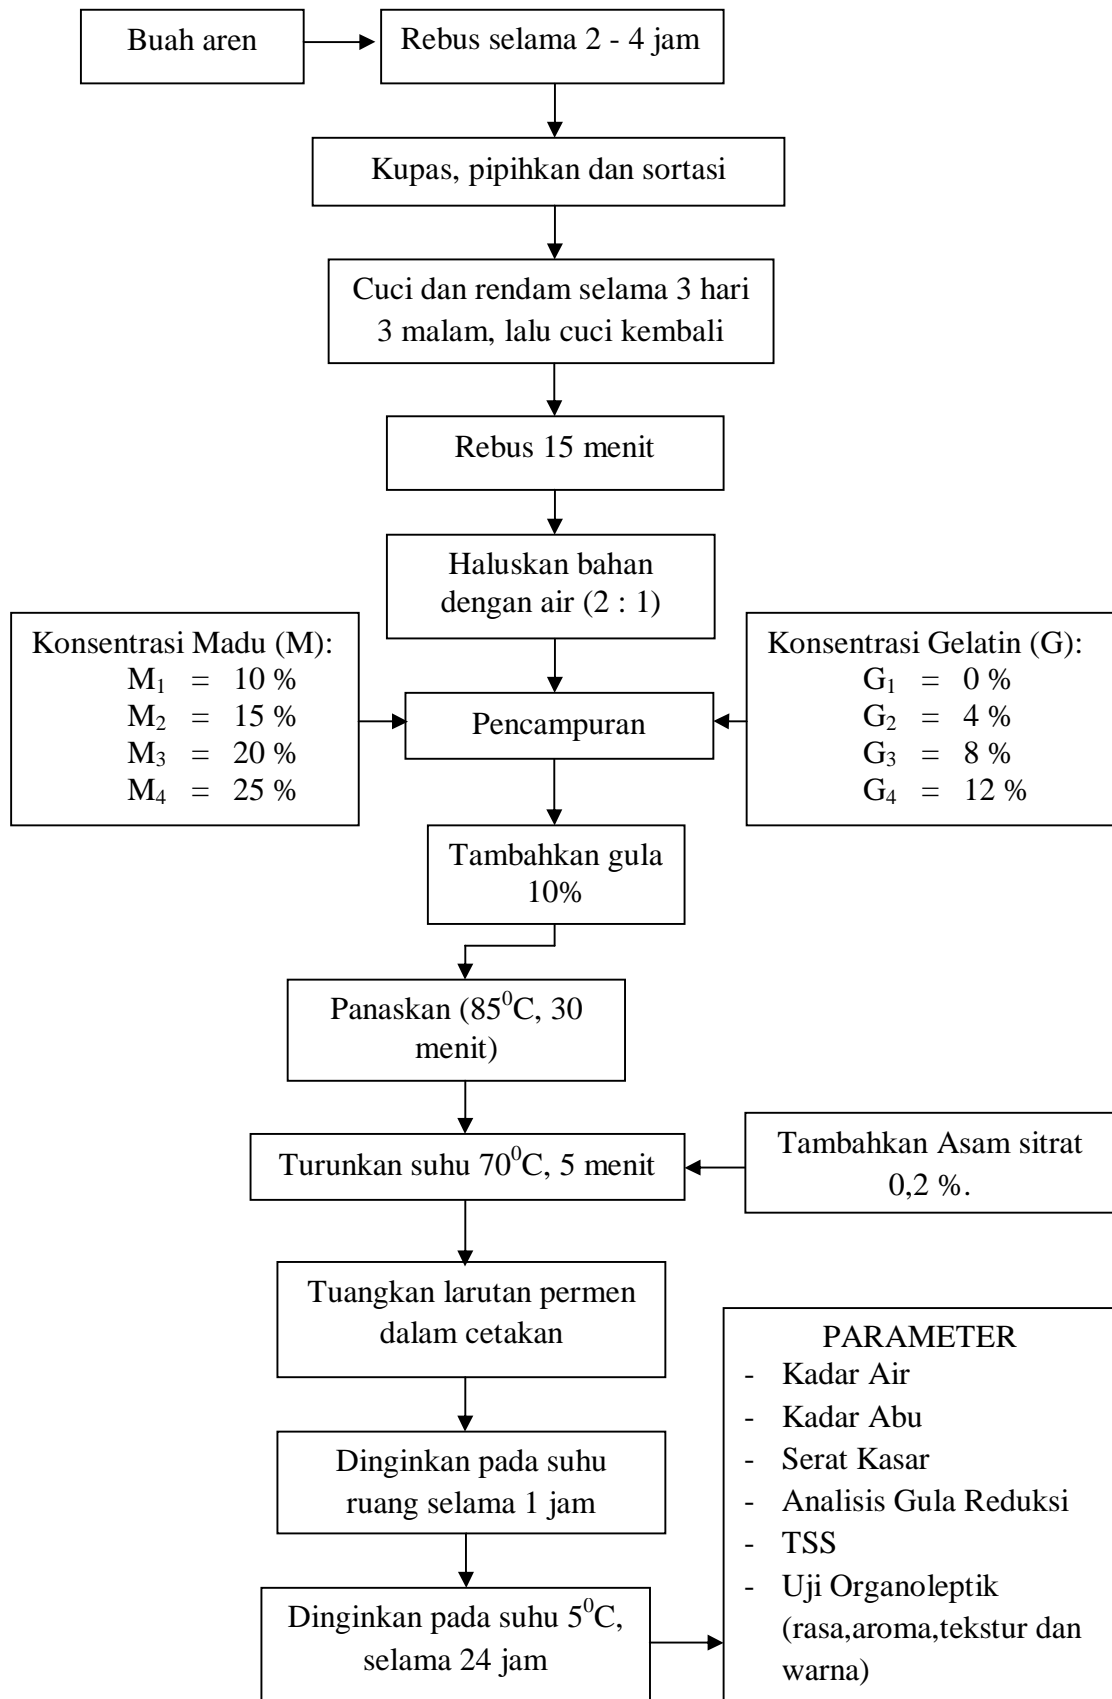 Buah aren
Rebus selama 2 - 4 jam
Kupas, pipihkan dan sortasi
Cuci dan rendam selama 3 hari
3 malam, lalu cuci kembali
Rebus 15 menit
Haluskan bahan
dengan air (2 : 1)
Konsentrasi Madu (M):
M₁ = 10 %
M₂ = 15 %
M₃ = 20 %
M₄ = 25 %
Pencampuran
Konsentrasi Gelatin (G):
G₁ = 0 %
G₂ = 4 %
G₃ = 8 %
G₄ = 12 %
Tambahkan gula
10%
Panaskan (85⁰C, 30
menit)
Turunkan suhu 70⁰C, 5 menit
Tambahkan Asam sitrat
0,2 %.
Tuangkan larutan permen
dalam cetakan
Dinginkan pada suhu
ruang selama 1 jam
Dinginkan pada suhu 5⁰C,
selama 24 jam
PARAMETER
- Kadar Air
- Kadar Abu
- Serat Kasar
- Analisis Gula Reduksi
- TSS
- Uji Organoleptik
(rasa,aroma,tekstur dan
warna)